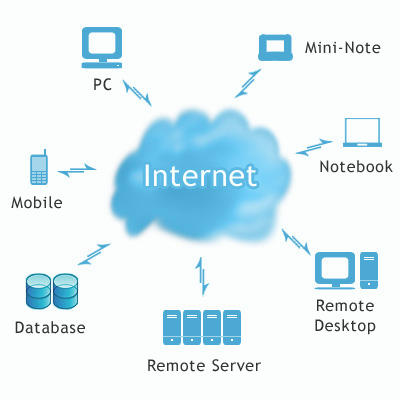 PC
Mini-Note
Internet
Notebook
Mobile
Database
Remote
Desktop
Remote Server